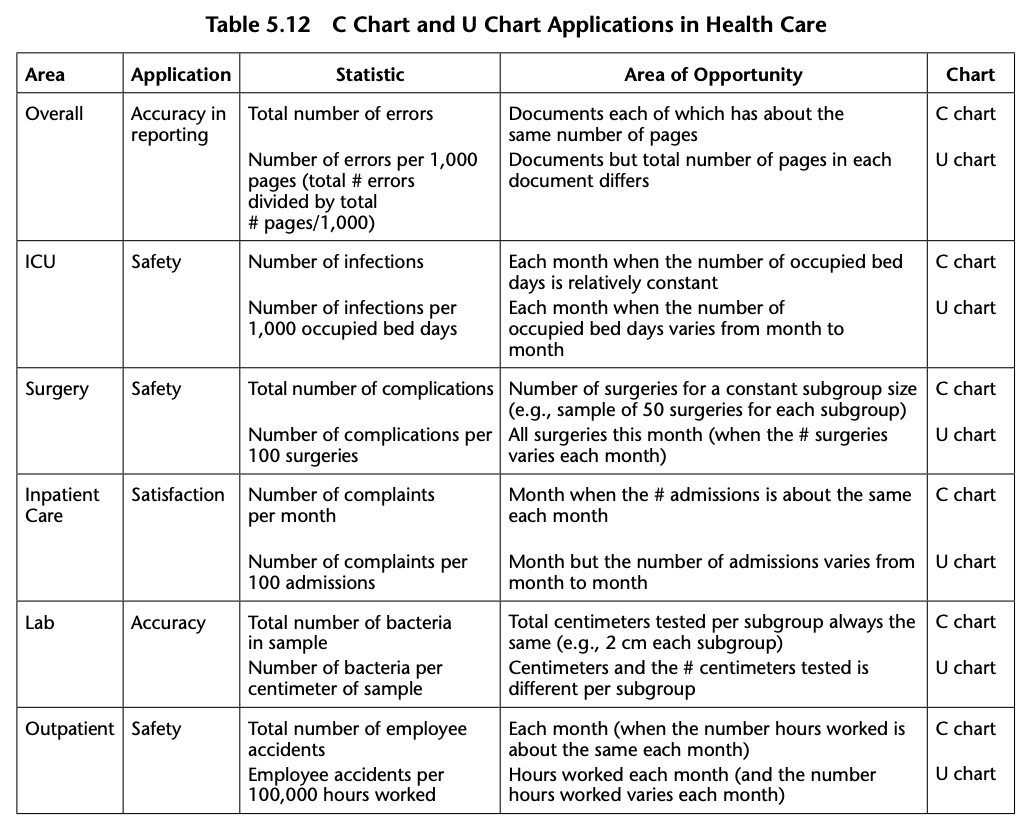 Table 5.12 C Chart and U Chart Applications in Health Care
Area Application Statistic Area of Opportunity Chart
Overall Accuracy in reporting Total number of errors Documents each of which has about the same number of pages C chart
Number of errors per 1,000 pages (total # errors divided by total # pages/1,000) Documents but total number of pages in each document differs U chart
ICU Safety Number of infections Each month when the number of occupied bed days is relatively constant C chart
Number of infections per 1,000 occupied bed days Each month when the number of occupied bed days varies from month to month U chart
Surgery Safety Total number of complications Number of surgeries for a constant subgroup size (e.g., sample of 50 surgeries for each subgroup) C chart
Number of complications per 100 surgeries All surgeries this month (when the # surgeries varies each month) U chart
Inpatient Care Satisfaction Number of complaints per month Month when the # admissions is about the same each month C chart
Number of complaints per 100 admissions Month but the number of admissions varies from month to month U chart
Lab Accuracy Total number of bacteria in sample Total centimeters tested per subgroup always the same (e.g., 2 cm each subgroup) C chart
Number of bacteria per centimeter of sample Centimeters and the # centimeters tested is different per subgroup U chart
Outpatient Safety Total number of employee accidents Each month (when the number hours worked is about the same each month) C chart
Employee accidents per 100,000 hours worked Hours worked each month (and the number hours worked varies each month) U chart